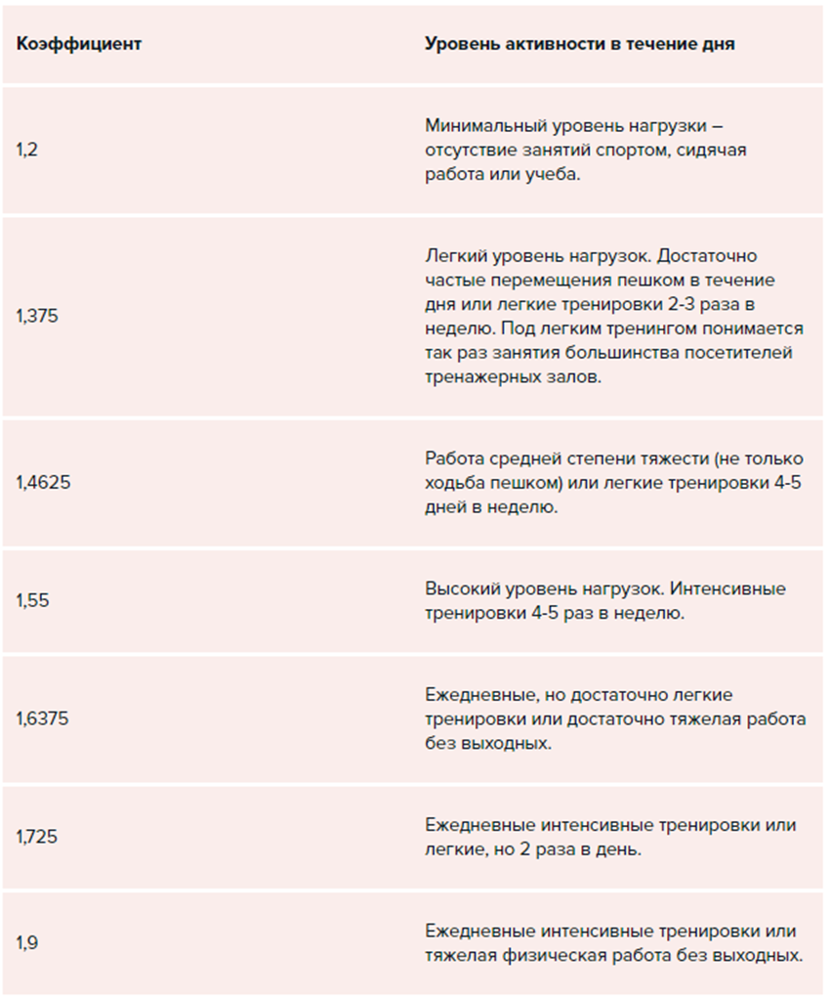 Коэффициент
Уровень активности в течение дня
1,2
Минимальный уровень нагрузки –
отсутствие занятий спортом, сидячая
работа или учеба.
1,375
Легкий уровень нагрузок. Достаточно
частые перемещения пешком в течение
дня или легкие тренировки 2-3 раза в
неделю. Под легким тренингом понимается
так раз занятия большинства посетителей
тренажерных залов.
1,4625
Работа средней степени тяжести (не только
ходьба пешком) или легкие тренировки 4-5
дней в неделю.
1,55
Высокий уровень нагрузок. Интенсивные
тренировки 4-5 раз в неделю.
1,6375
Ежедневные, но достаточно легкие
тренировки или достаточно тяжелая работа
без выходных.
1,725
Ежедневные интенсивные тренировки или
легкие, но 2 раза в день.
1,9
Ежедневные интенсивные тренировки или
тяжелая физическая работа без выходных.